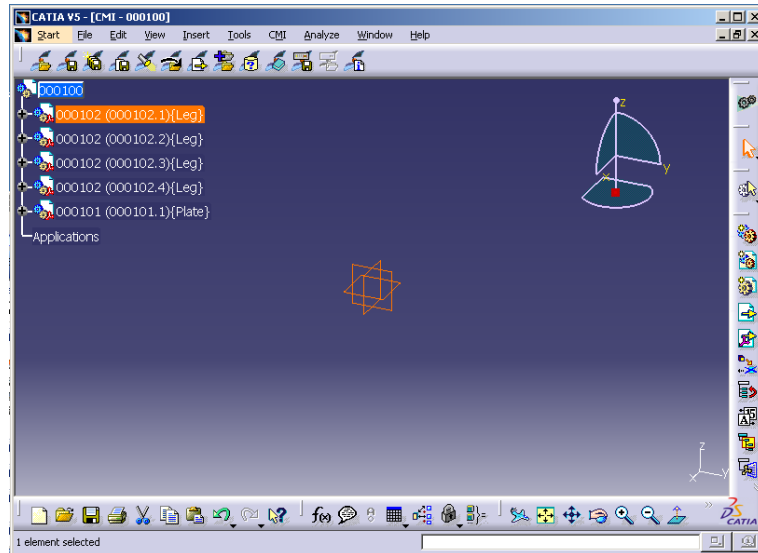 CATIA V5 - [CMI - 000100]
Start File Edit View Insert Tools CMI Analyze Window Help
000100
000102 (000102.1){Leg}
000102 (000102.2){Leg}
000102 (000102.3){Leg}
000102 (000102.4){Leg}
000101 (000101.1){Plate}
Applications
z
y
x
z
x y
f(x)
CATIA
1 element selected